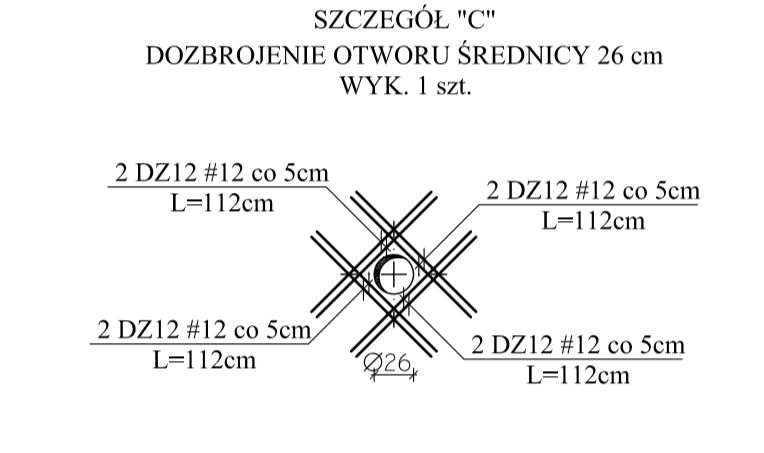 SZCZEGÓŁ "C"
DOZBROJENIE OTWORU ŚREDNICY 26 cm
WYK. 1 szt.
2 DZ12 #12 co 5cm
L=112cm
2 DZ12 #12 co 5cm
L=112cm
2 DZ12 #12 co 5cm
L=112cm
2 DZ12 #12 co 5cm
L=112cm
Ø26